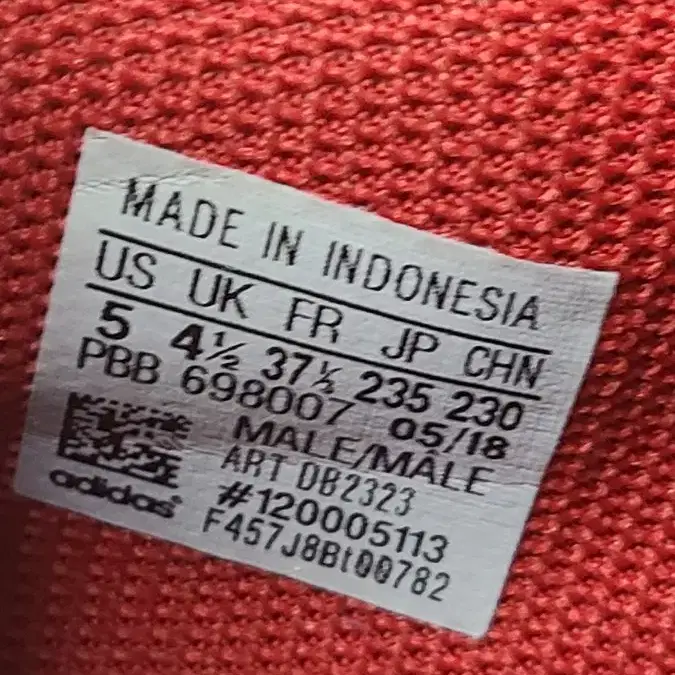 MADE IN INDONESIA
US UK FR JP CHN
5 4½ 37⅓ 235 230
PBB 698007 05/18
MALE/MÂLE
ART DB2323
#120005113
adidas
F457J8Bt00782